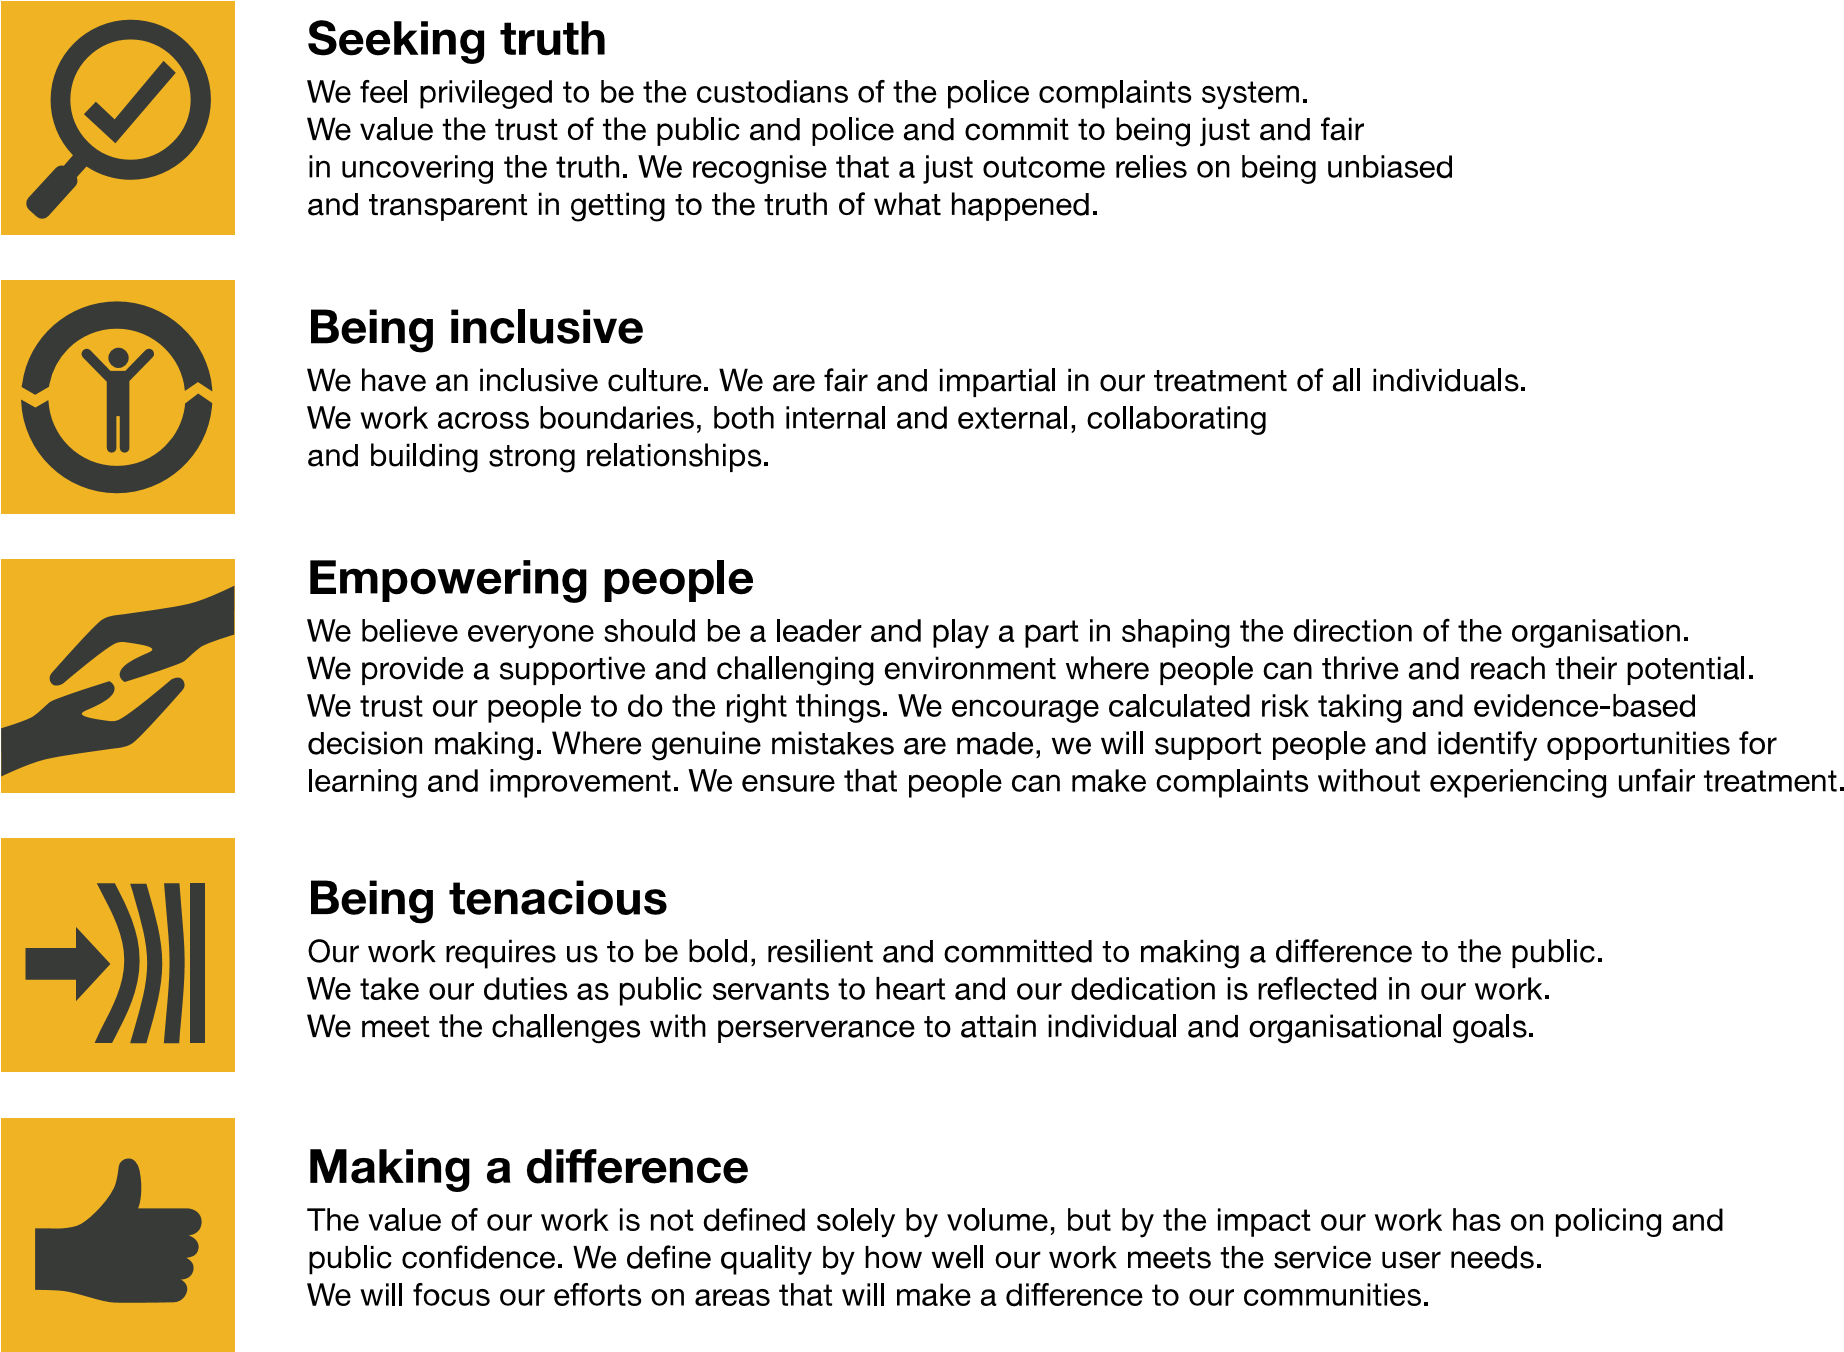 Seeking truth
We feel privileged to be the custodians of the police complaints system.
We value the trust of the public and police and commit to being just and fair
in uncovering the truth. We recognise that a just outcome relies on being unbiased
and transparent in getting to the truth of what happened.
Being inclusive
We have an inclusive culture. We are fair and impartial in our treatment of all individuals.
We work across boundaries, both internal and external, collaborating
and building strong relationships.
Empowering people
We believe everyone should be a leader and play a part in shaping the direction of the organisation.
We provide a supportive and challenging environment where people can thrive and reach their potential.
We trust our people to do the right things. We encourage calculated risk taking and evidence-based
decision making. Where genuine mistakes are made, we will support people and identify opportunities for
learning and improvement. We ensure that people can make complaints without experiencing unfair treatment.
Being tenacious
Our work requires us to be bold, resilient and committed to making a difference to the public.
We take our duties as public servants to heart and our dedication is reflected in our work.
We meet the challenges with perserverance to attain individual and organisational goals.
Making a difference
The value of our work is not defined solely by volume, but by the impact our work has on policing and
public confidence. We define quality by how well our work meets the service user needs.
We will focus our efforts on areas that will make a difference to our communities.